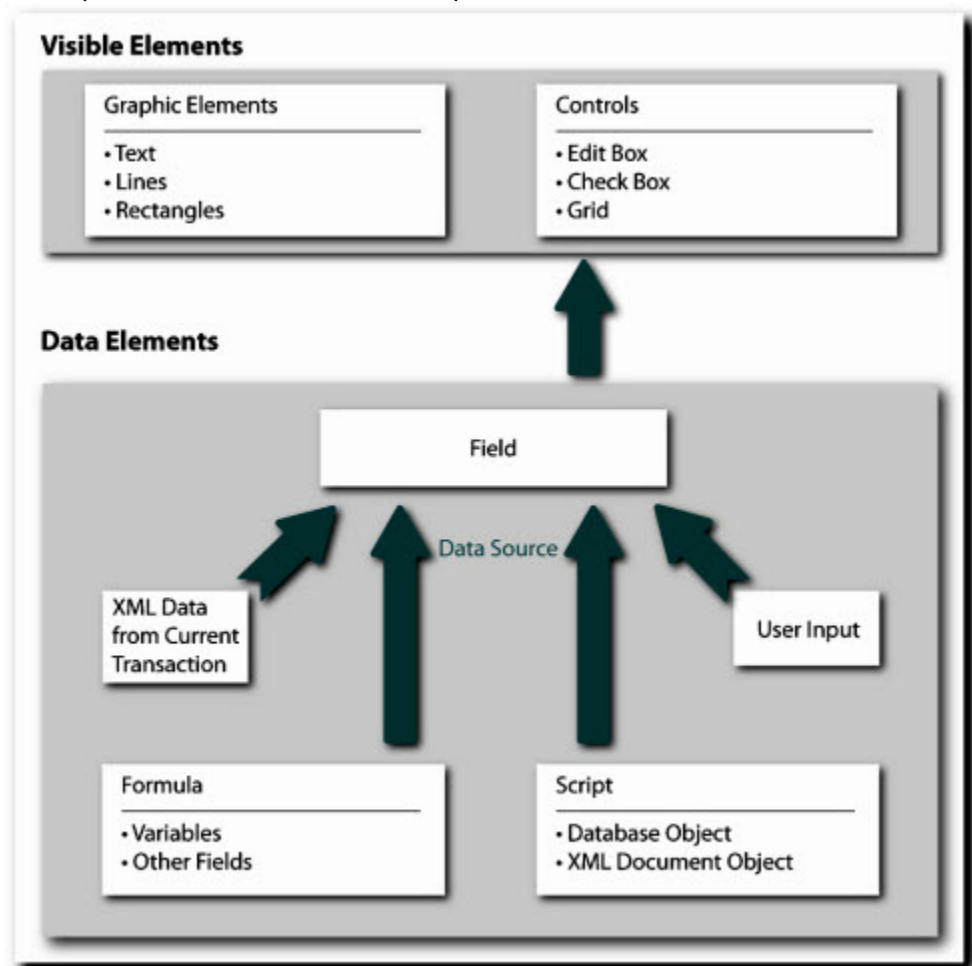 Visible Elements
Graphic Elements
• Text
• Lines
• Rectangles
Controls
• Edit Box
• Check Box
• Grid
Data Elements
Field
Data Source
XML Data
from Current
Transaction
User Input
Formula
• Variables
• Other Fields
Script
• Database Object
• XML Document Object